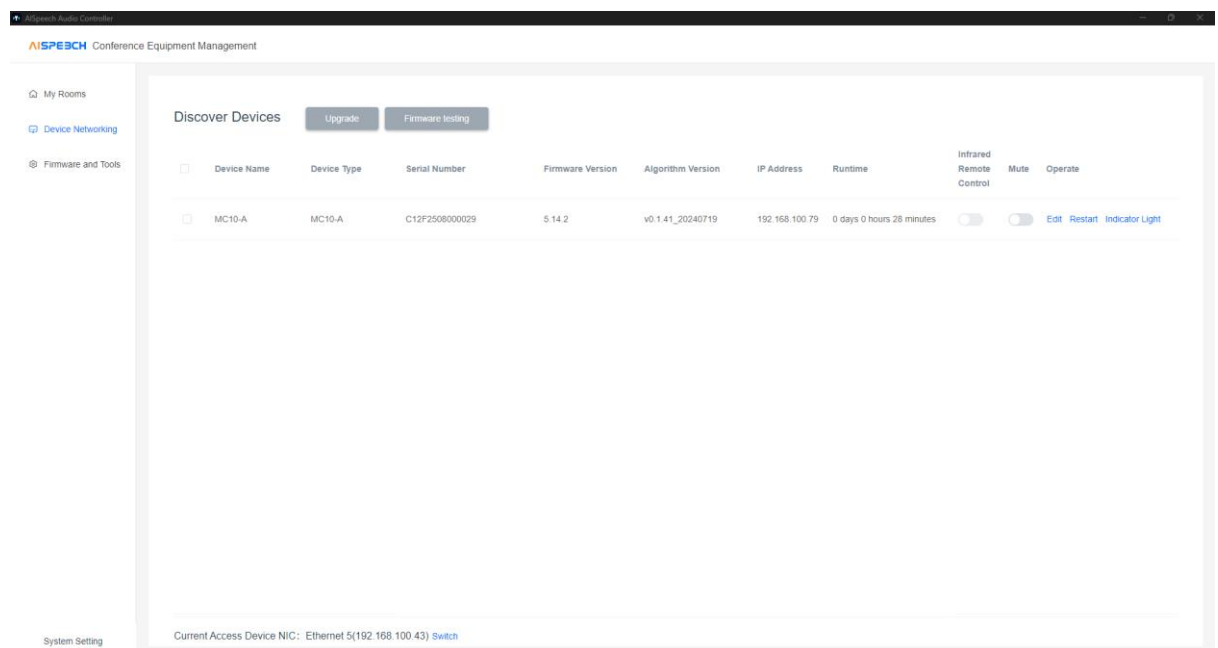 AISpeech Audio Controller
AISPEECH Conference Equipment Management
My Rooms
Device Networking
Firmware and Tools
Discover Devices Upgrade Firmware testing
Device Name Device Type Serial Number Firmware Version Algorithm Version IP Address Runtime Infrared Remote Control Mute Operate
MC10-A MC10-A C12F2508000029 5.14.2 v0.1.41_20240719 192.168.100.79 0 days 0 hours 28 minutes Edit Restart Indicator Light
Current Access Device NIC: Ethernet 5(192.168.100.43) Switch
System Setting